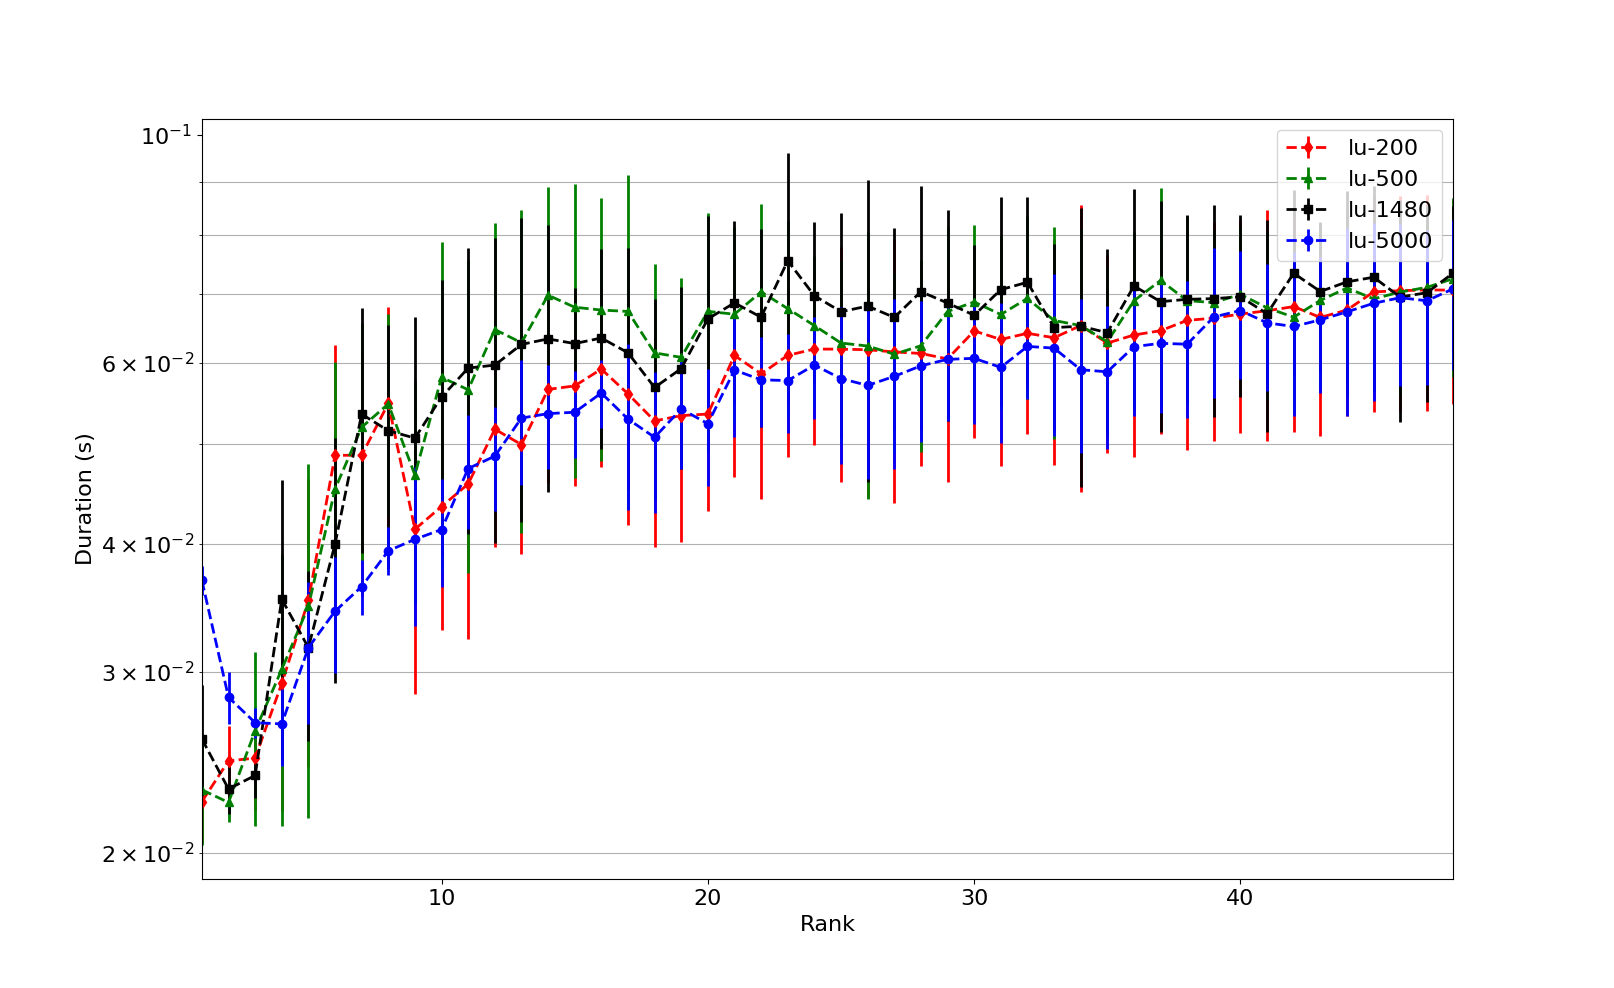 10⁻¹
6 × 10⁻²
4 × 10⁻²
3 × 10⁻²
2 × 10⁻²
Duration (s)
10
20
30
40
Rank
lu-200
lu-500
lu-1480
lu-5000